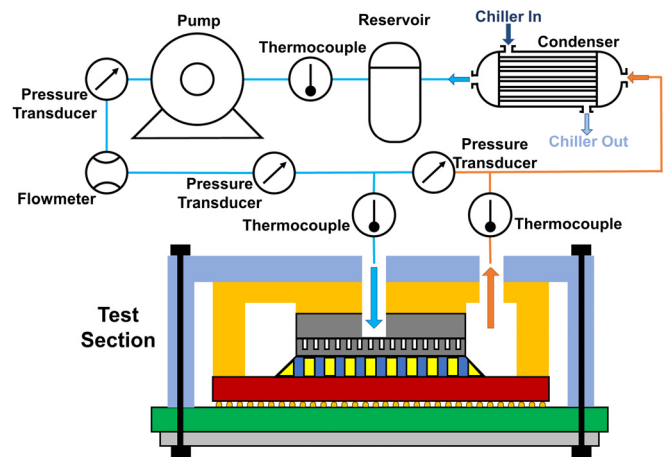 Chiller In
Pump
Reservoir
Condenser
Thermocouple
Pressure
Transducer
Chiller Out
Flowmeter
Pressure
Transducer
Pressure
Transducer
Thermocouple
Thermocouple
Test
Section